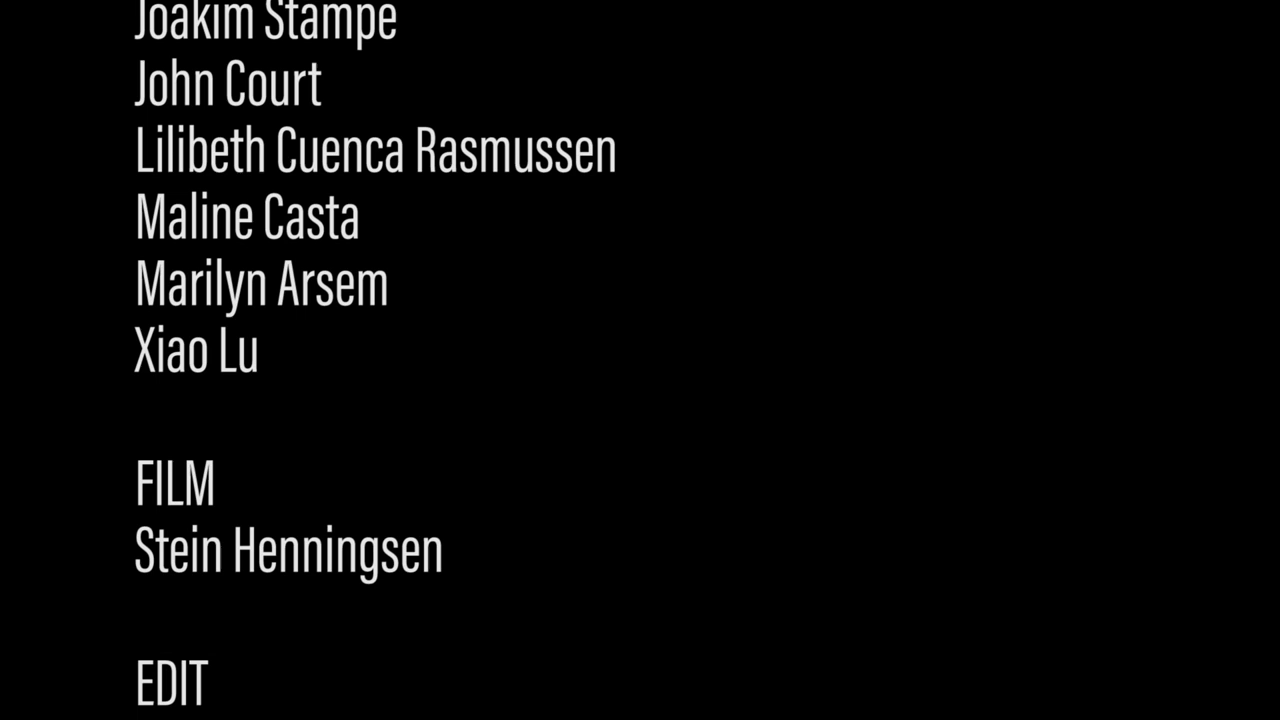 Joakim Stampe
John Court
Lilibeth Cuenca Rasmussen
Maline Casta
Marilyn Arsem
Xiao Lu
FILM
Stein Henningsen
EDIT